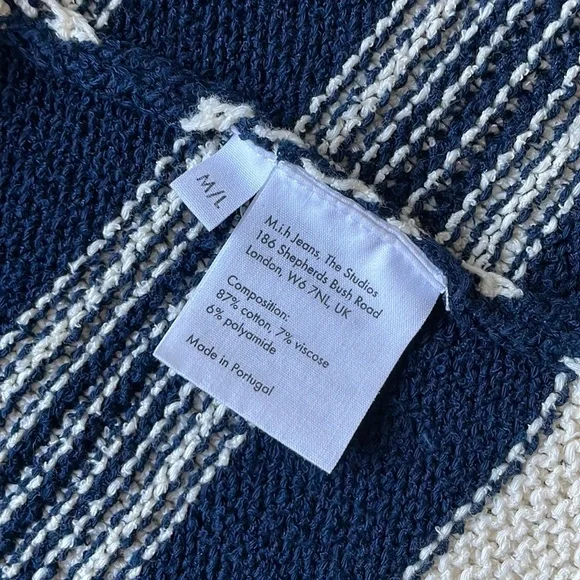 M/L
M.i.h Jeans, The Studios
186 Shepherds Bush Road
London, W6 7NL, UK
Composition:
87% cotton, 7% viscose
6% polyamide
Made in Portugal